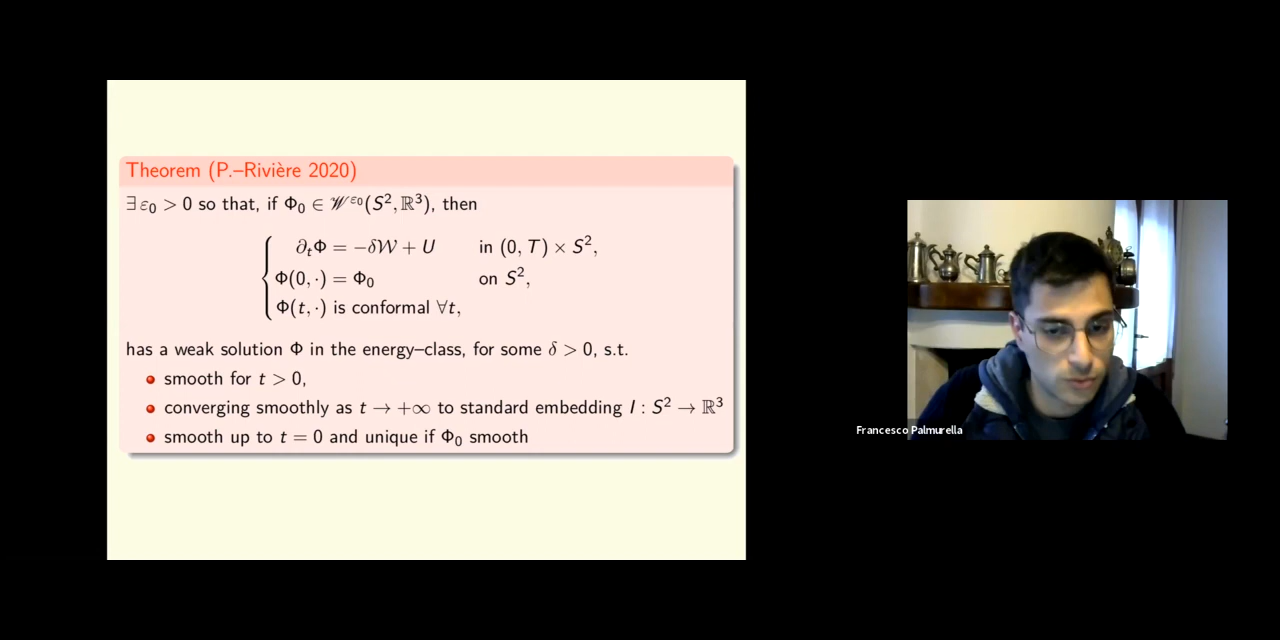 Theorem (P.–Rivière 2020)
∃ ε₀ > 0 so that, if Φ₀ ∈ 𝒲^ε₀(S², ℝ³), then
∂ₜΦ = −δ𝒲 + U in (0, T) × S²,
Φ(0, ·) = Φ₀ on S²,
Φ(t, ·) is conformal ∀t,
has a weak solution Φ in the energy–class, for some δ > 0, s.t.
smooth for t > 0,
converging smoothly as t → +∞ to standard embedding I : S² → ℝ³
smooth up to t = 0 and unique if Φ₀ smooth
Francesco Palmurella